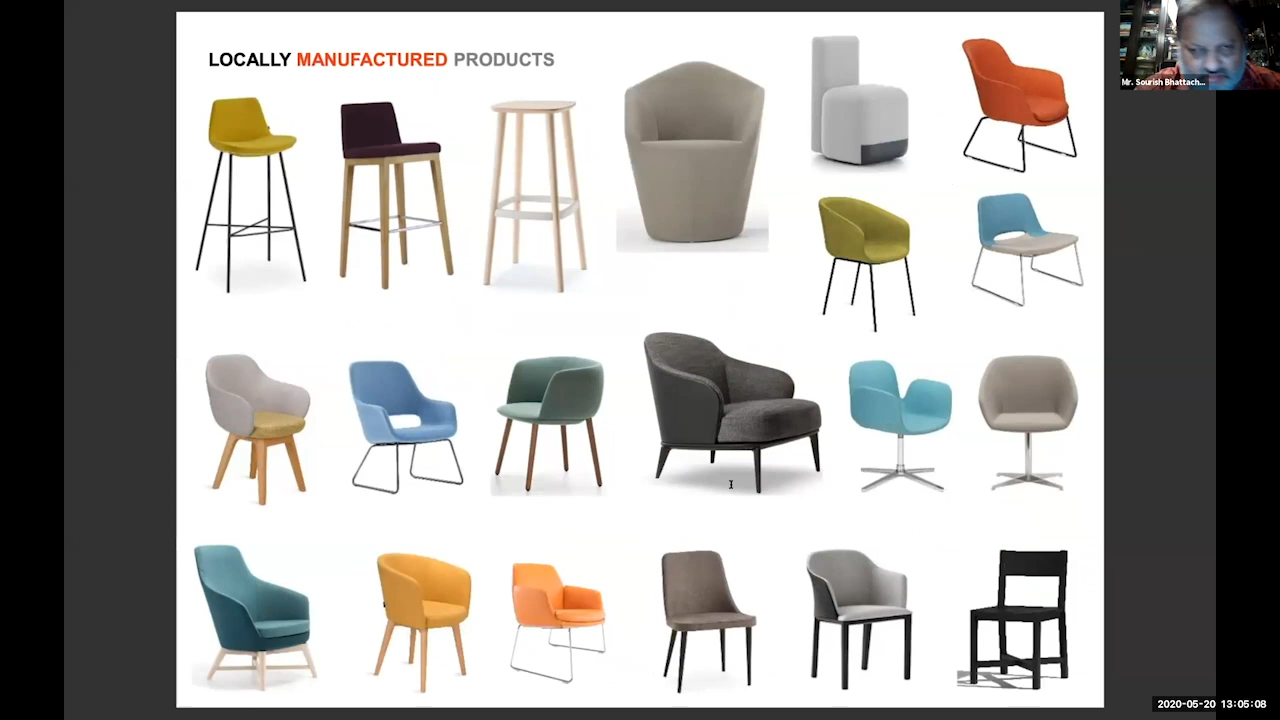 LOCALLY MANUFACTURED PRODUCTS
Mr. Sourish Bhattach...
2020-05-20 13:05:08